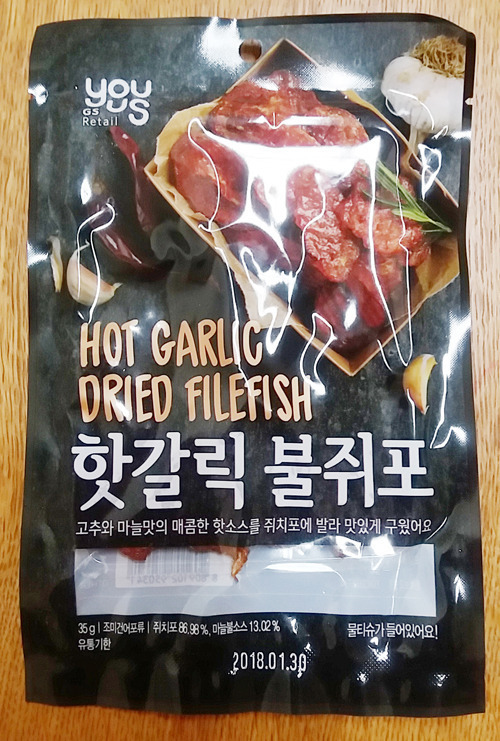 you us
GS
Retail
HOT GARLIC
DRIED FILEFISH
핫갈릭 불쥐포
고추와 마늘맛의 매콤한 핫소스를 쥐치포에 발라 맛있게 구웠어요
35g | 조미건어포류 | 쥐치포 86.98%, 마늘불소스 13.02% 물티슈가 들어있어요!
유통기한
2018.01.30